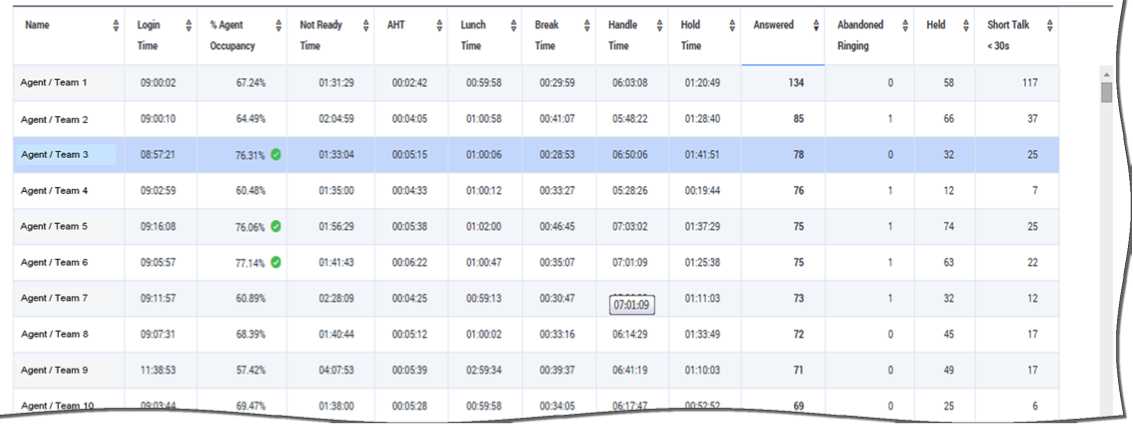 Name Login Time % Agent Occupancy Not Ready Time AHT Lunch Time Break Time Handle Time Hold Time Answered Abandoned Ringing Held Short Talk < 30s
Agent / Team 1 09:00:02 67.24% 01:31:29 00:02:42 00:59:58 00:29:59 06:03:08 01:20:49 134 0 58 117
Agent / Team 2 09:00:10 64.49% 02:04:59 00:04:05 01:00:58 00:41:07 05:48:22 01:28:40 85 1 66 37
Agent / Team 3 08:57:21 76.31% 01:33:04 00:05:15 01:00:06 00:28:53 06:50:06 01:41:51 78 0 32 25
Agent / Team 4 09:02:59 60.48% 01:35:00 00:04:33 01:00:12 00:33:27 05:28:26 00:19:44 76 1 12 7
Agent / Team 5 09:16:08 76.06% 01:56:29 00:05:38 01:02:00 00:46:45 07:03:02 01:37:29 75 1 74 25
Agent / Team 6 09:05:57 77.14% 01:41:43 00:06:22 01:00:47 00:35:07 07:01:09 01:25:38 75 1 63 22
Agent / Team 7 09:11:57 60.89% 02:28:09 00:04:25 00:59:13 00:30:47 07:01:09 01:11:03 73 1 32 12
Agent / Team 8 09:07:31 68.39% 01:40:44 00:05:12 01:00:02 00:33:16 06:14:29 01:33:49 72 0 45 17
Agent / Team 9 11:38:53 57.42% 04:07:53 00:05:39 02:59:34 00:39:37 06:41:19 01:10:03 71 0 49 17
Agent / Team 10 09:03:44 69.47% 01:38:00 00:05:28 00:59:58 00:34:05 06:17:47 00:52:52 69 0 25 6